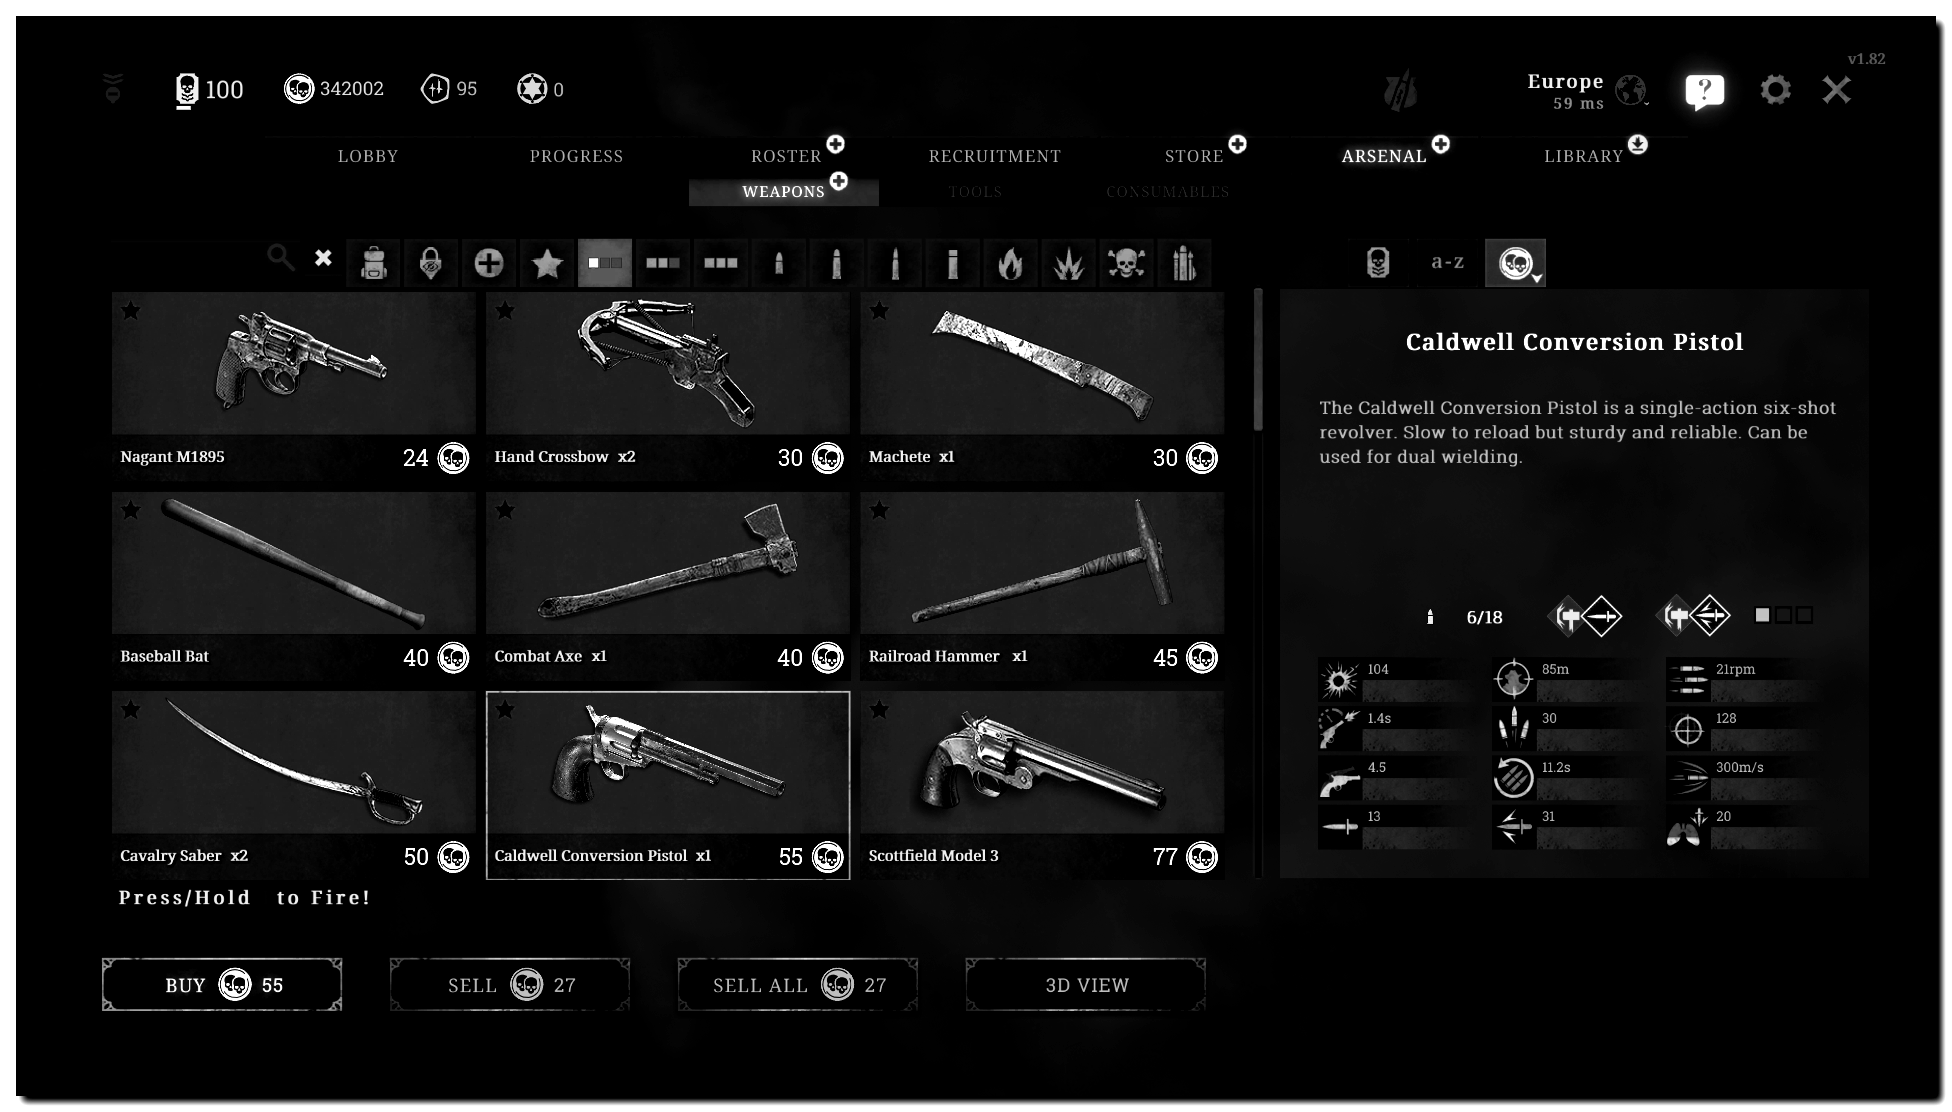 v1.82
100
342002
95
0
Europe
59 ms
?
LOBBY
PROGRESS
ROSTER
RECRUITMENT
STORE
ARSENAL
LIBRARY
WEAPONS
TOOLS
CONSUMABLES
a-z
Nagant M1895 24
Hand Crossbow x2 30
Machete x1 30
Baseball Bat 40
Combat Axe x1 40
Railroad Hammer x1 45
Cavalry Saber x2 50
Caldwell Conversion Pistol x1 55
Scottfield Model 3 77
Press/Hold to Fire!
BUY 55
SELL 27
SELL ALL 27
3D VIEW
Caldwell Conversion Pistol
The Caldwell Conversion Pistol is a single-action six-shot
revolver. Slow to reload but sturdy and reliable. Can be
used for dual wielding.
6/18
104 85m 21rpm
1.4s 30 128
4.5 11.2s 300m/s
13 31 20